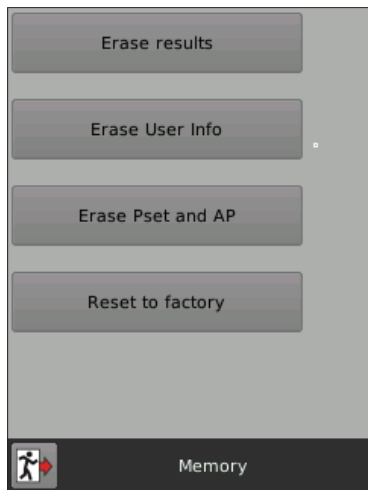 Erase results
Erase User Info
Erase Pset and AP
Reset to factory
Memory